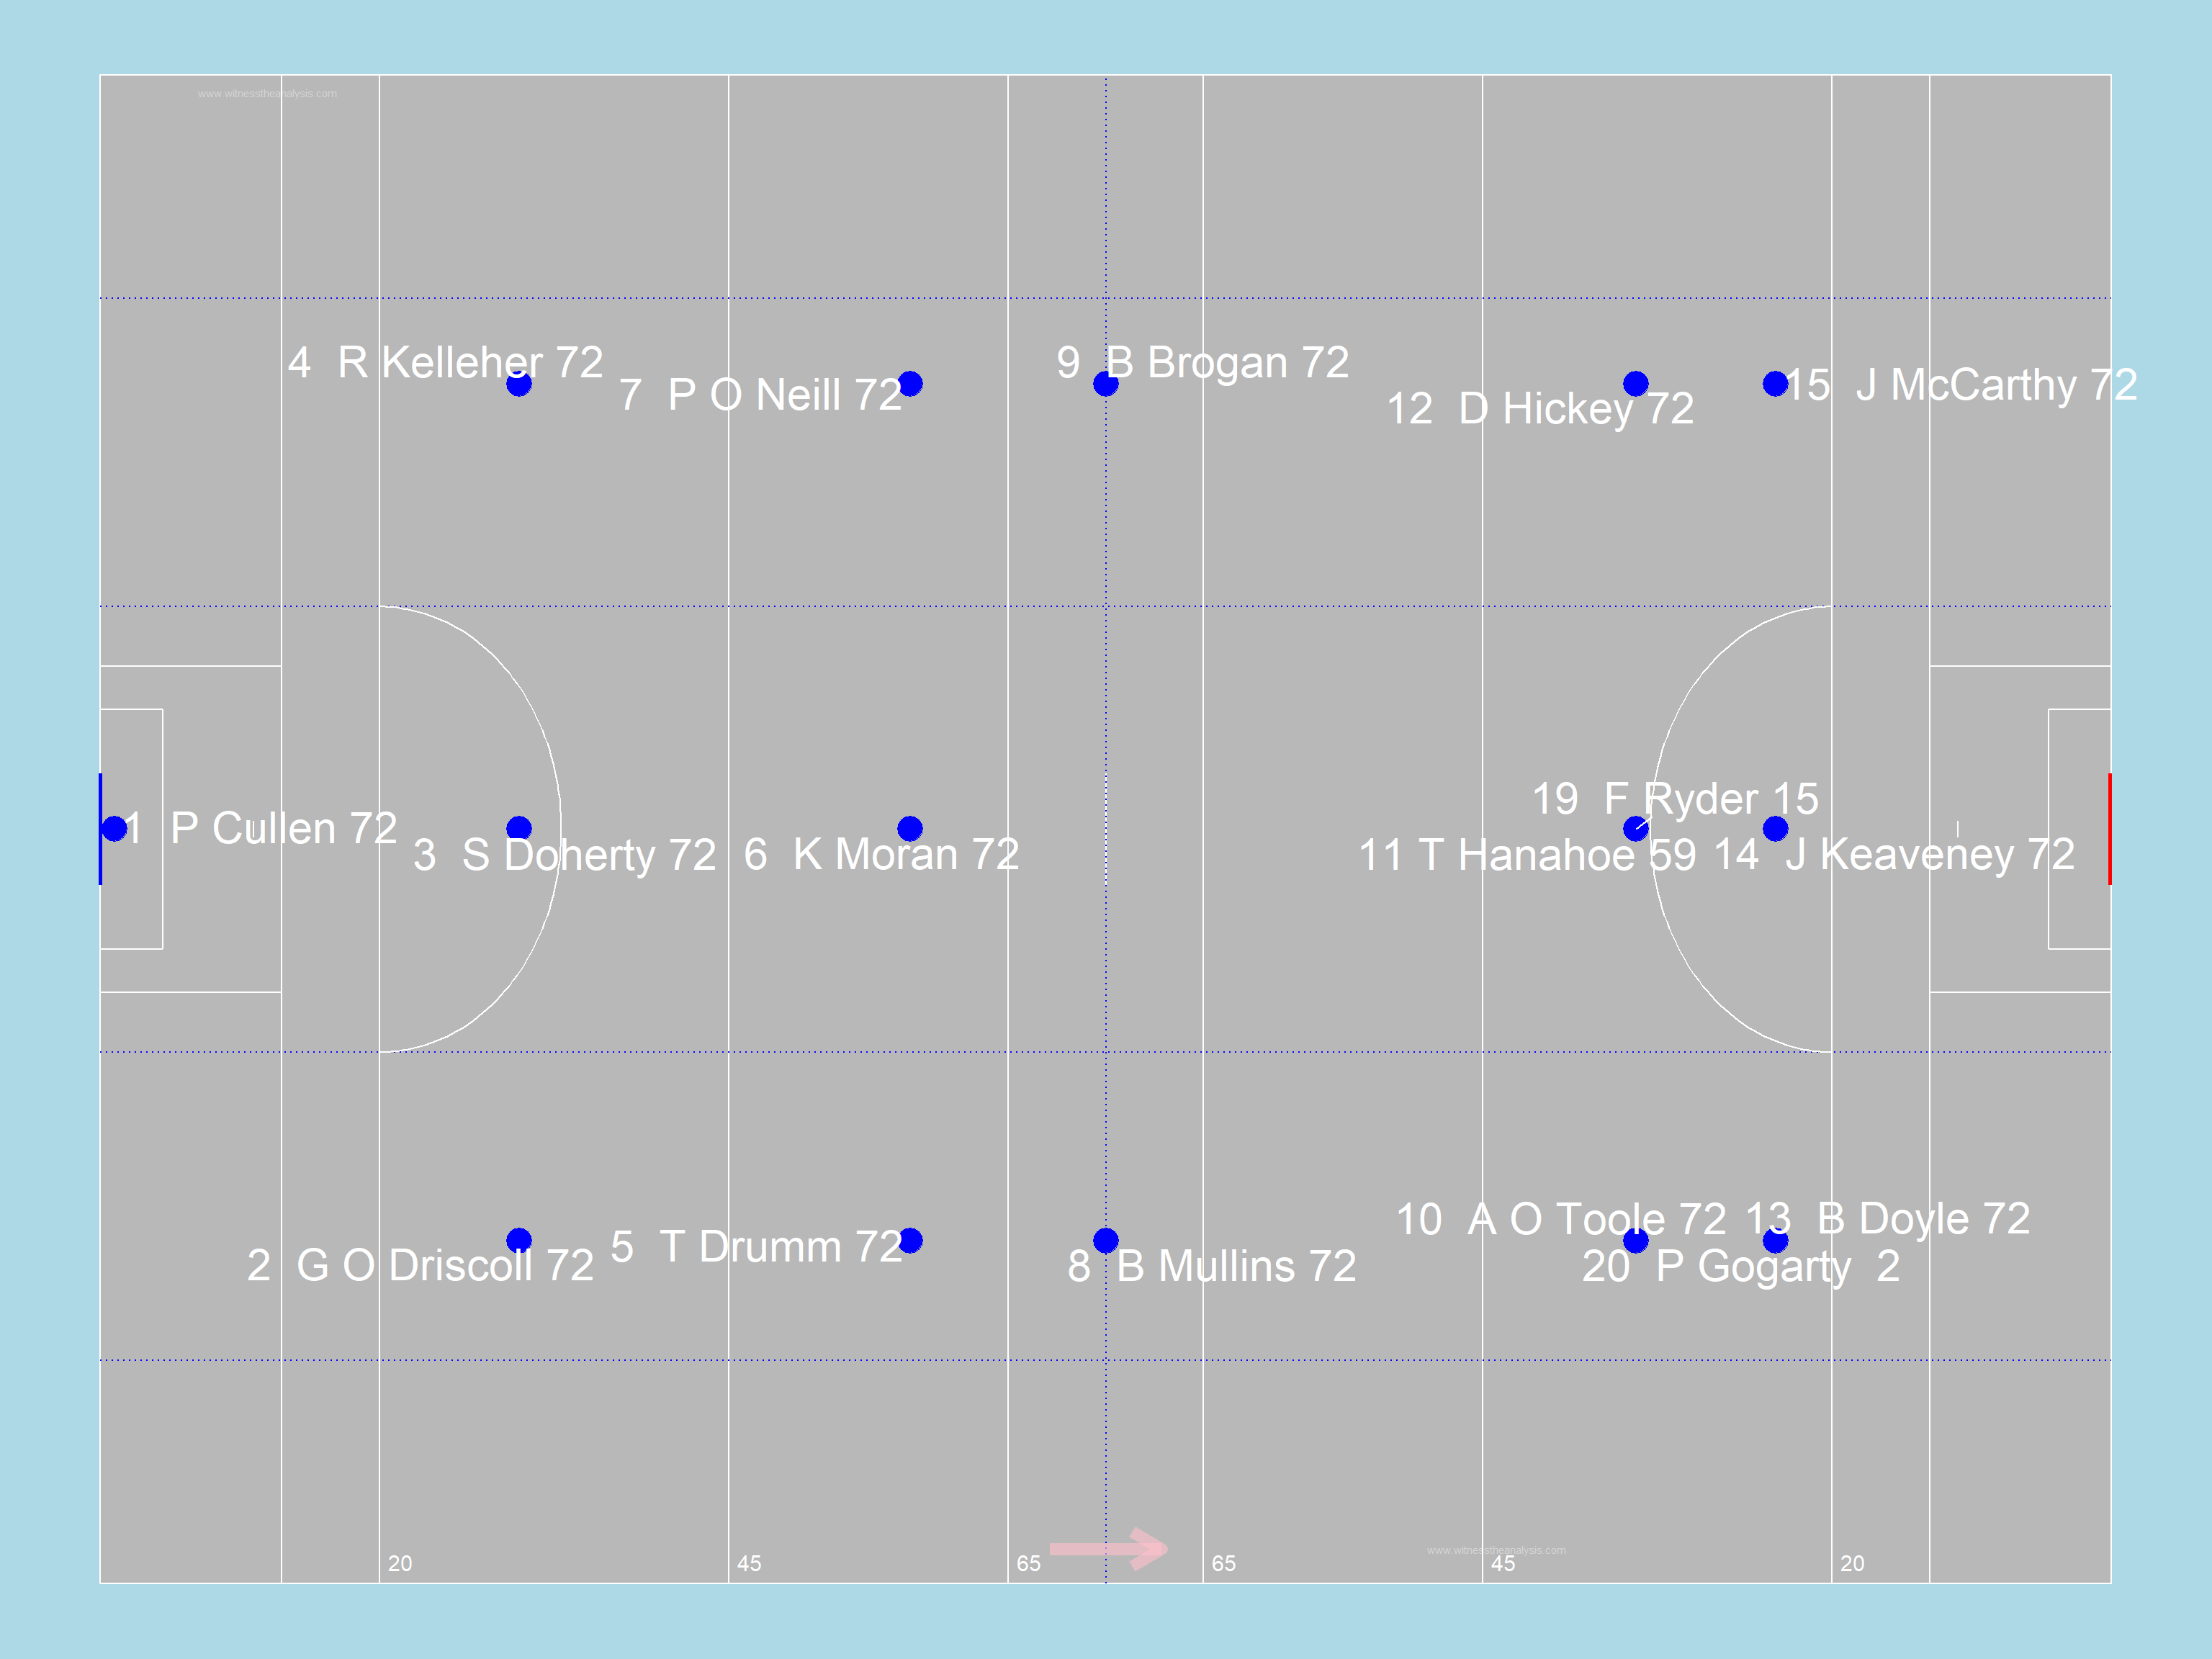 www.witnesstheanalysis.com
4 R Kelleher 72
7 P O Neill 72
9 B Brogan 72
12 D Hickey 72
15 J McCarthy 72
1 P Cullen 72
3 S Doherty 72
6 K Moran 72
19 F Ryder 15
11 T Hanahoe 59
14 J Keaveney 72
2 G O Driscoll 72
5 T Drumm 72
8 B Mullins 72
10 A O Toole 72
13 B Doyle 72
20 P Gogarty 2
www.witnesstheanalysis.com
20
45
65
65
45
20